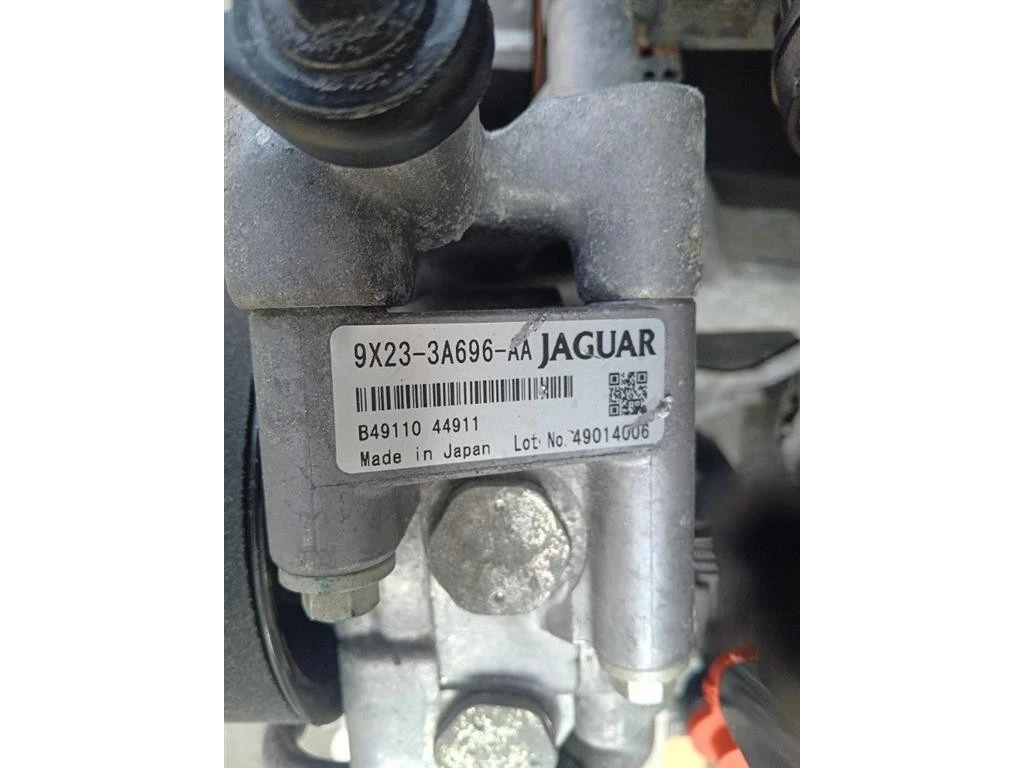 9X23-3A696-AA JAGUAR
B49110 44911
Made in Japan Lot No. 49014006